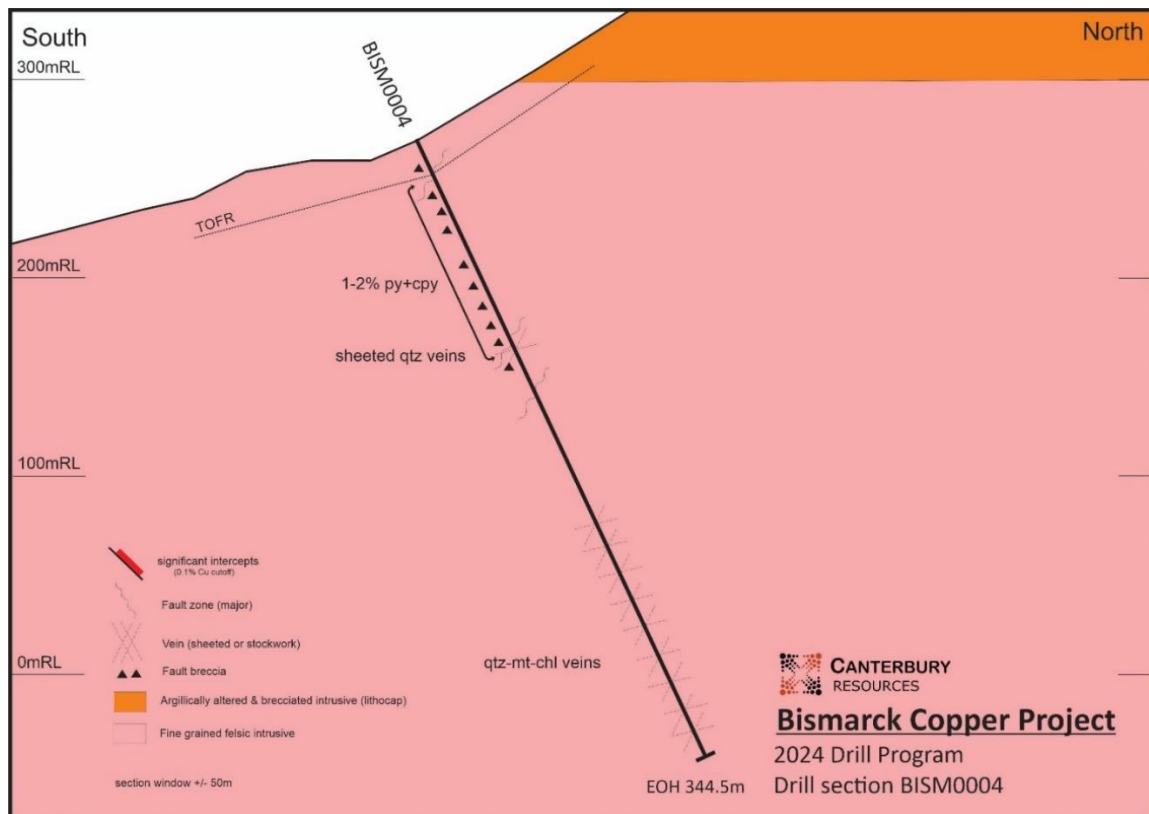 South
North
300mRL
BISM0004
TOFR
200mRL
1-2% py+cpy
sheeted qtz veins
100mRL
significant intercepts
(0.1% Cu cutoff)
Fault zone (major)
Vein (sheeted or stockwork)
0mRL
qtz-mt-chl veins
Fault breccia
Argillically altered & brecciated intrusive (lithocap)
Fine grained felsic intrusive
section window +/- 50m
EOH 344.5m
CANTERBURY
RESOURCES
Bismarck Copper Project
2024 Drill Program
Drill section BISM0004